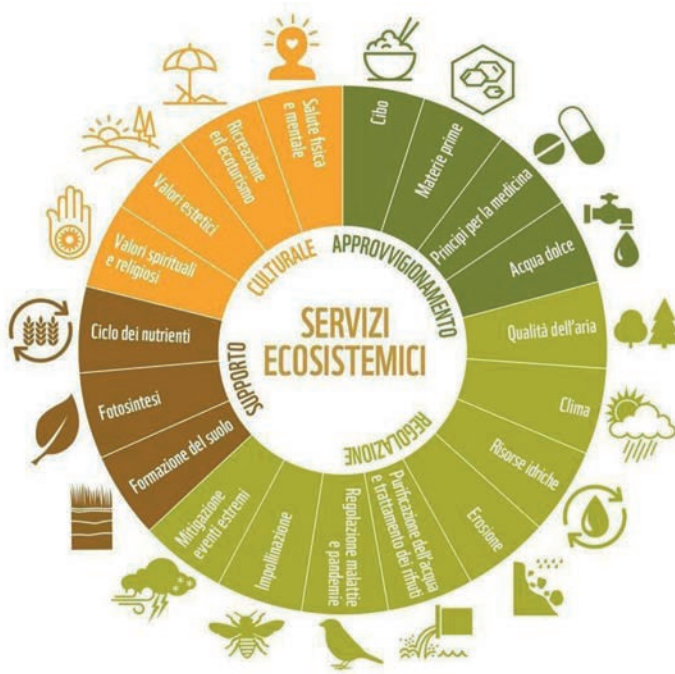 SERVIZI
ECOSISTEMICI
APPROVVIGIONAMENTO
Cibo
Materie prime
Principi per la medicina
Acqua dolce
REGOLAZIONE
Qualità dell'aria
Clima
Risorse idriche
Erosione
Purificazione dell'acqua
e trattamento dei rifiuti
Regolazione malattie
e pandemie
Impollinazione
Mitigazione
eventi estremi
SUPPORTO
Formazione del suolo
Fotosintesi
Ciclo dei nutrienti
CULTURALE
Valori spirituali
e religiosi
Valori estetici
Ricreazione
ed ecoturismo
Salute fisica
e mentale